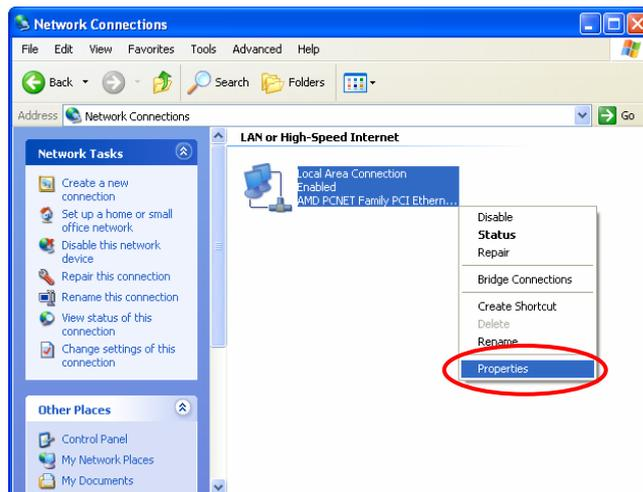 Network Connections
File Edit View Favorites Tools Advanced Help
Back Search Folders
Address Network Connections Go
Network Tasks
Create a new
connection
Set up a home or small
office network
Disable this network
device
Repair this connection
Rename this connection
View status of this
connection
Change settings of this
connection
Other Places
Control Panel
My Network Places
My Documents
LAN or High-Speed Internet
Local Area Connection
Enabled
AMD PCNET Family PCI Ethern...
Disable
Status
Repair
Bridge Connections
Create Shortcut
Delete
Rename
Properties